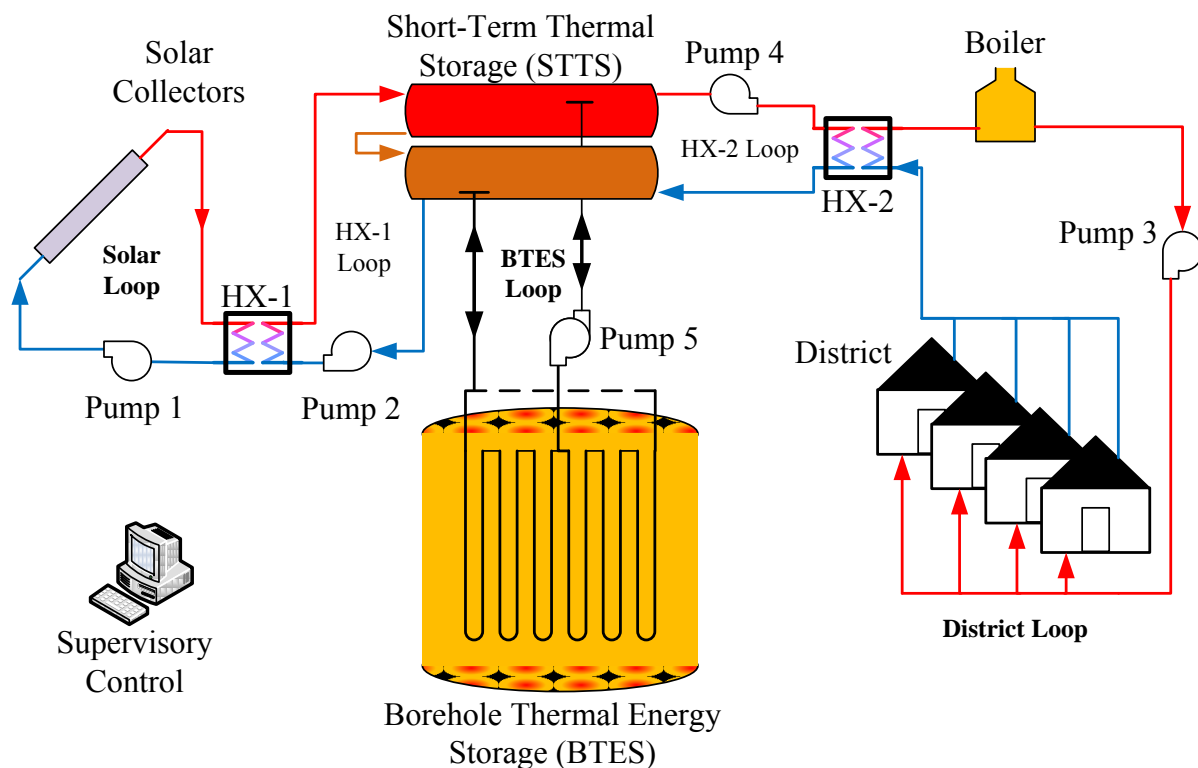 Solar
Collectors
Short-Term Thermal
Storage (STTS)
Pump 4
Boiler
HX-2 Loop
HX-2
Pump 3
Solar
Loop
HX-1
HX-1
Loop
BTES
Loop
Pump 5
District
Pump 1
Pump 2
Supervisory
Control
District Loop
Borehole Thermal Energy
Storage (BTES)